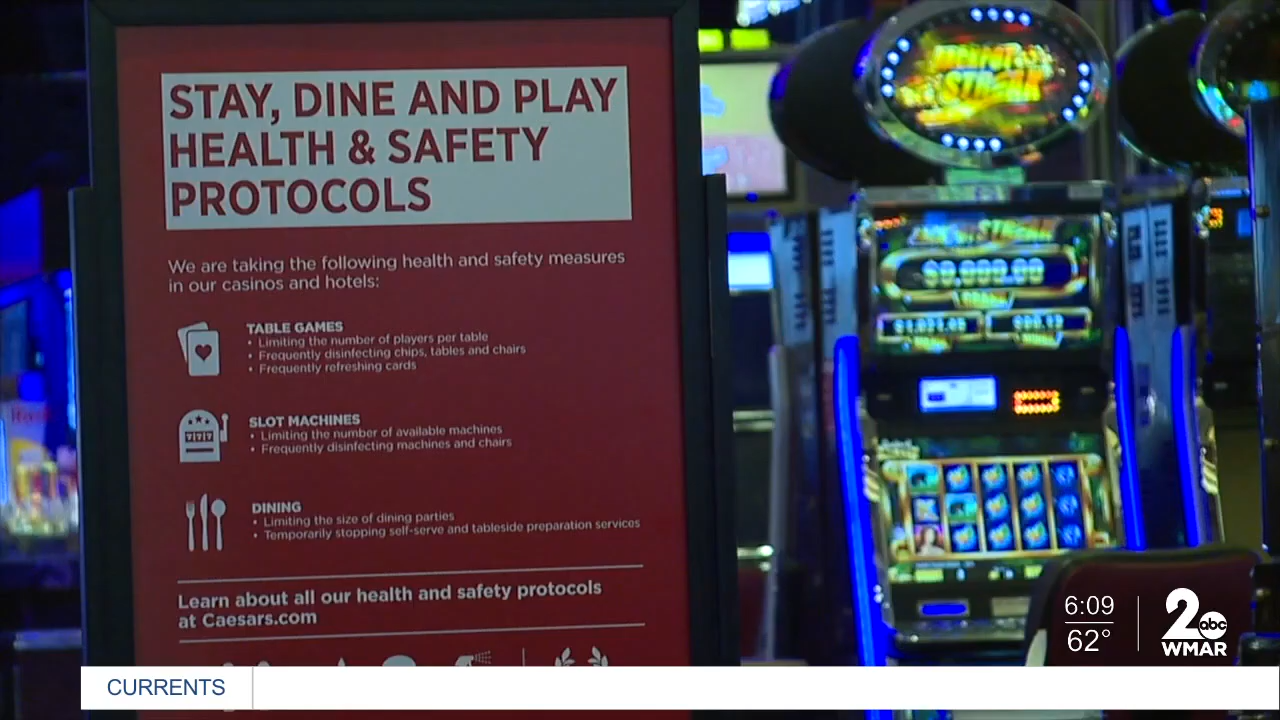 STAY, DINE AND PLAY
HEALTH & SAFETY
PROTOCOLS
We are taking the following health and safety measures
in our casinos and hotels:
TABLE GAMES
• Limiting the number of players per table
• Frequently disinfecting chips, tables and chairs
• Frequently refreshing cards
SLOT MACHINES
• Limiting the number of available machines
• Frequently disinfecting machines and chairs
DINING
• Limiting the size of dining parties
• Temporarily stopping self-serve and tableside preparation services
Learn about all our health and safety protocols
at Caesars.com
6:09
62°
2 abc
WMAR
CURRENTS